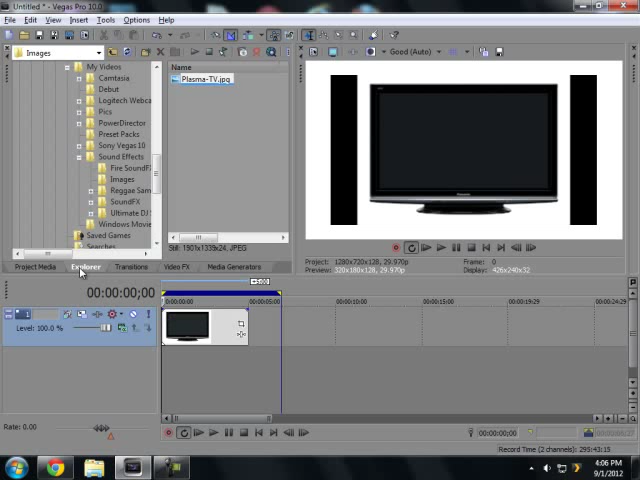 Untitled * - Vegas Pro 10.0
File Edit View Insert Tools Options Help
Images
Good (Auto)
My Videos
Camtasia
Debut
Logitech Webca
Pics
PowerDirector
Preset Packs
Sony Vegas 10
Sound Effects
Fire SoundF
Images
Reggae Sam
SoundFX
Ultimate DJ
Windows Movie
Saved Games
Searches
Name
Plasma-TV.jpg
Still: 1901x1339x24, JPEG
Panasonic
Project: 1280x720x128, 29.970p
Frame: 0
Preview: 320x180x128, 29.970p
Display: 426x240x32
Project Media Explorer Transitions Video FX Media Generators
00:00:00;00
+5:00
0:00:00:00 00:00:05:00 00:00:10:00 00:00:15:00 00:00:19:29 00:00:24:29
1
Level: 100.0 %
Rate: 0.00
00:00:00;00
Record Time (2 channels): 295:43:15
4:06 PM
9/1/2012